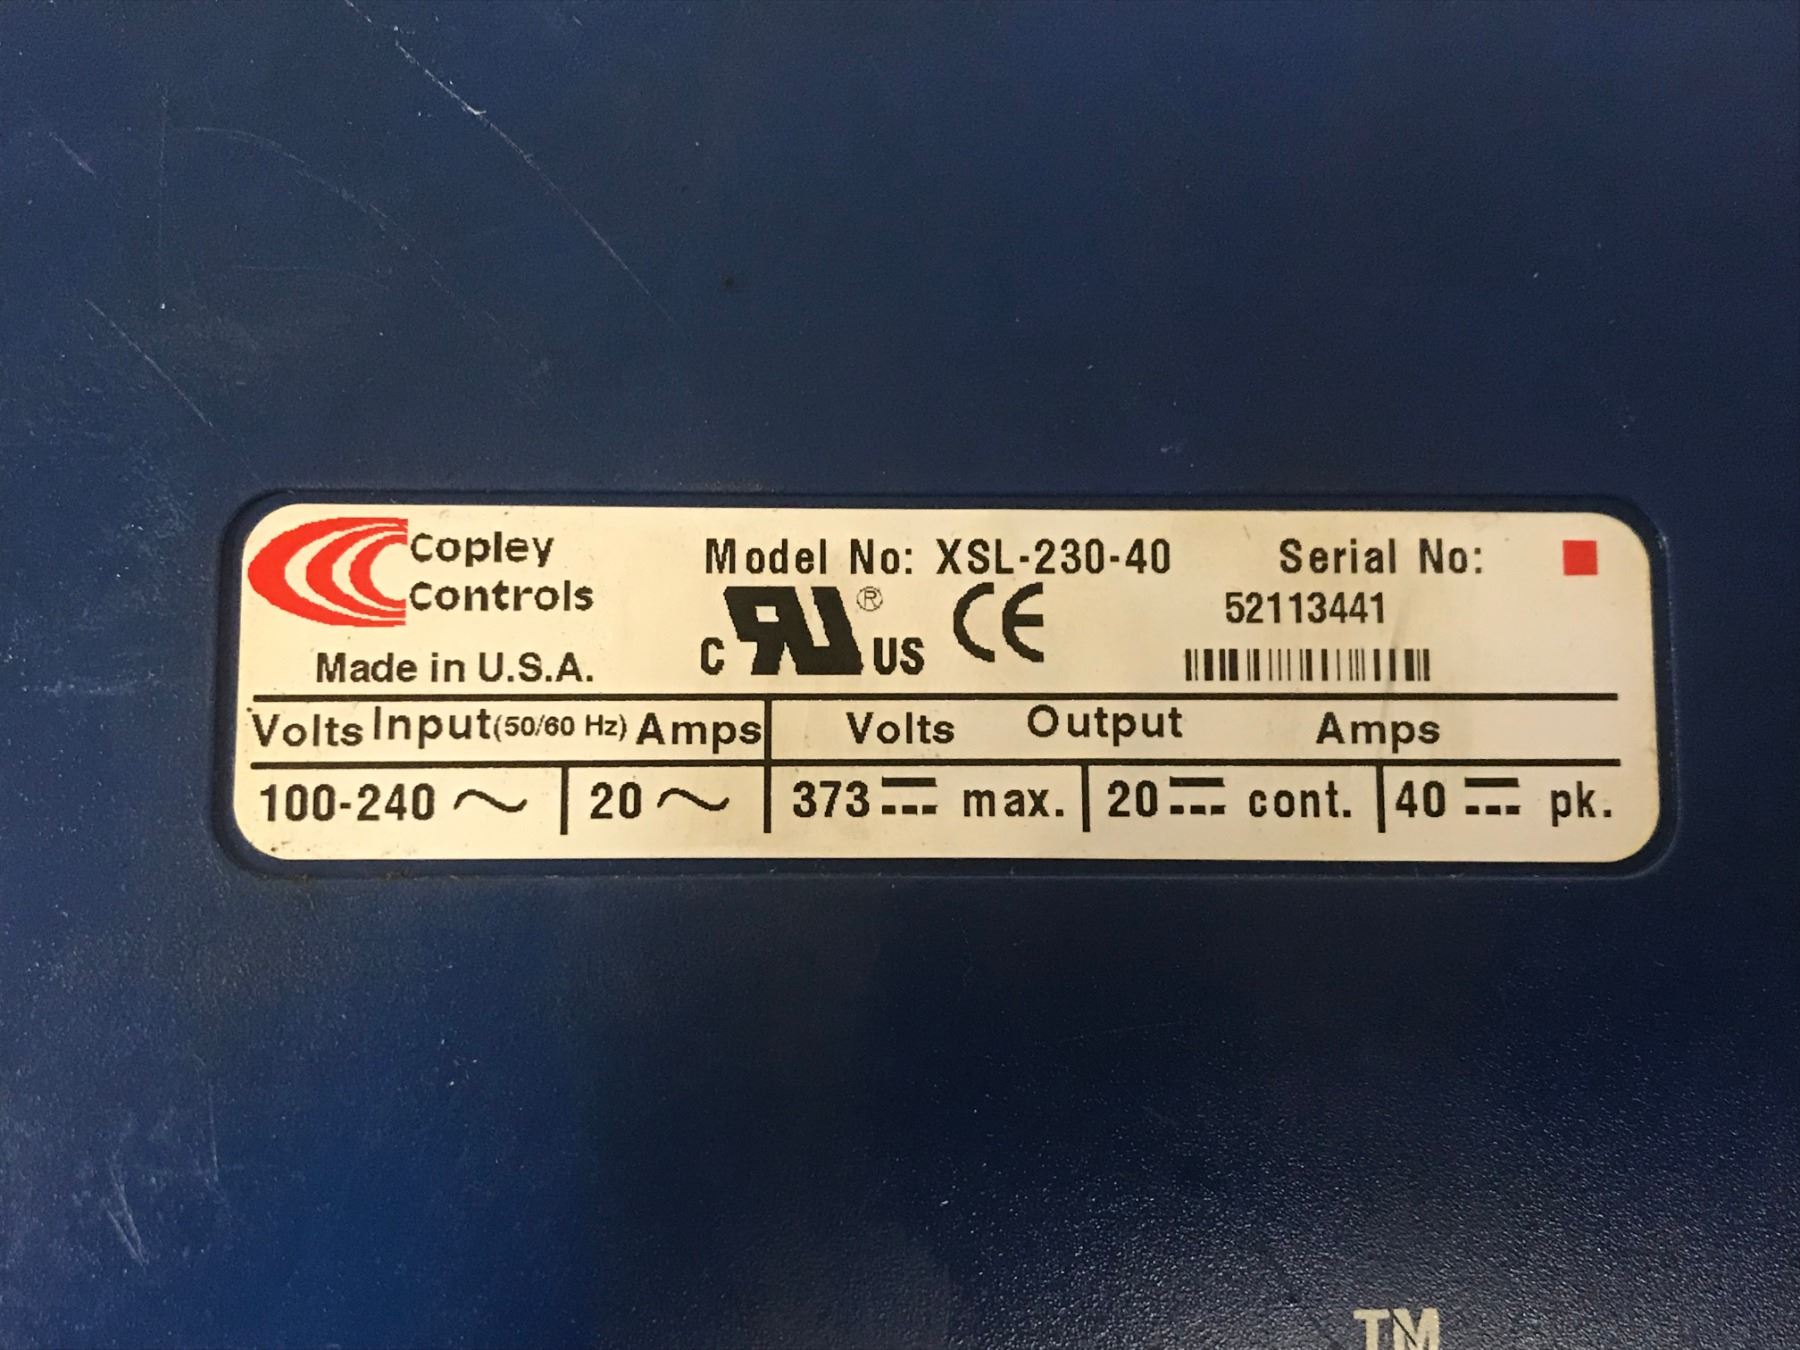 Copley
Controls
Made in U.S.A.
Model No: XSL-230-40
C RU® US CE
Serial No:
52113441
Volts Input (50/60 Hz) Amps
Volts Output Amps
100-240 ~ 20 ~ 373 ⎓ max. 20 ⎓ cont. 40 ⎓ pk.
TM